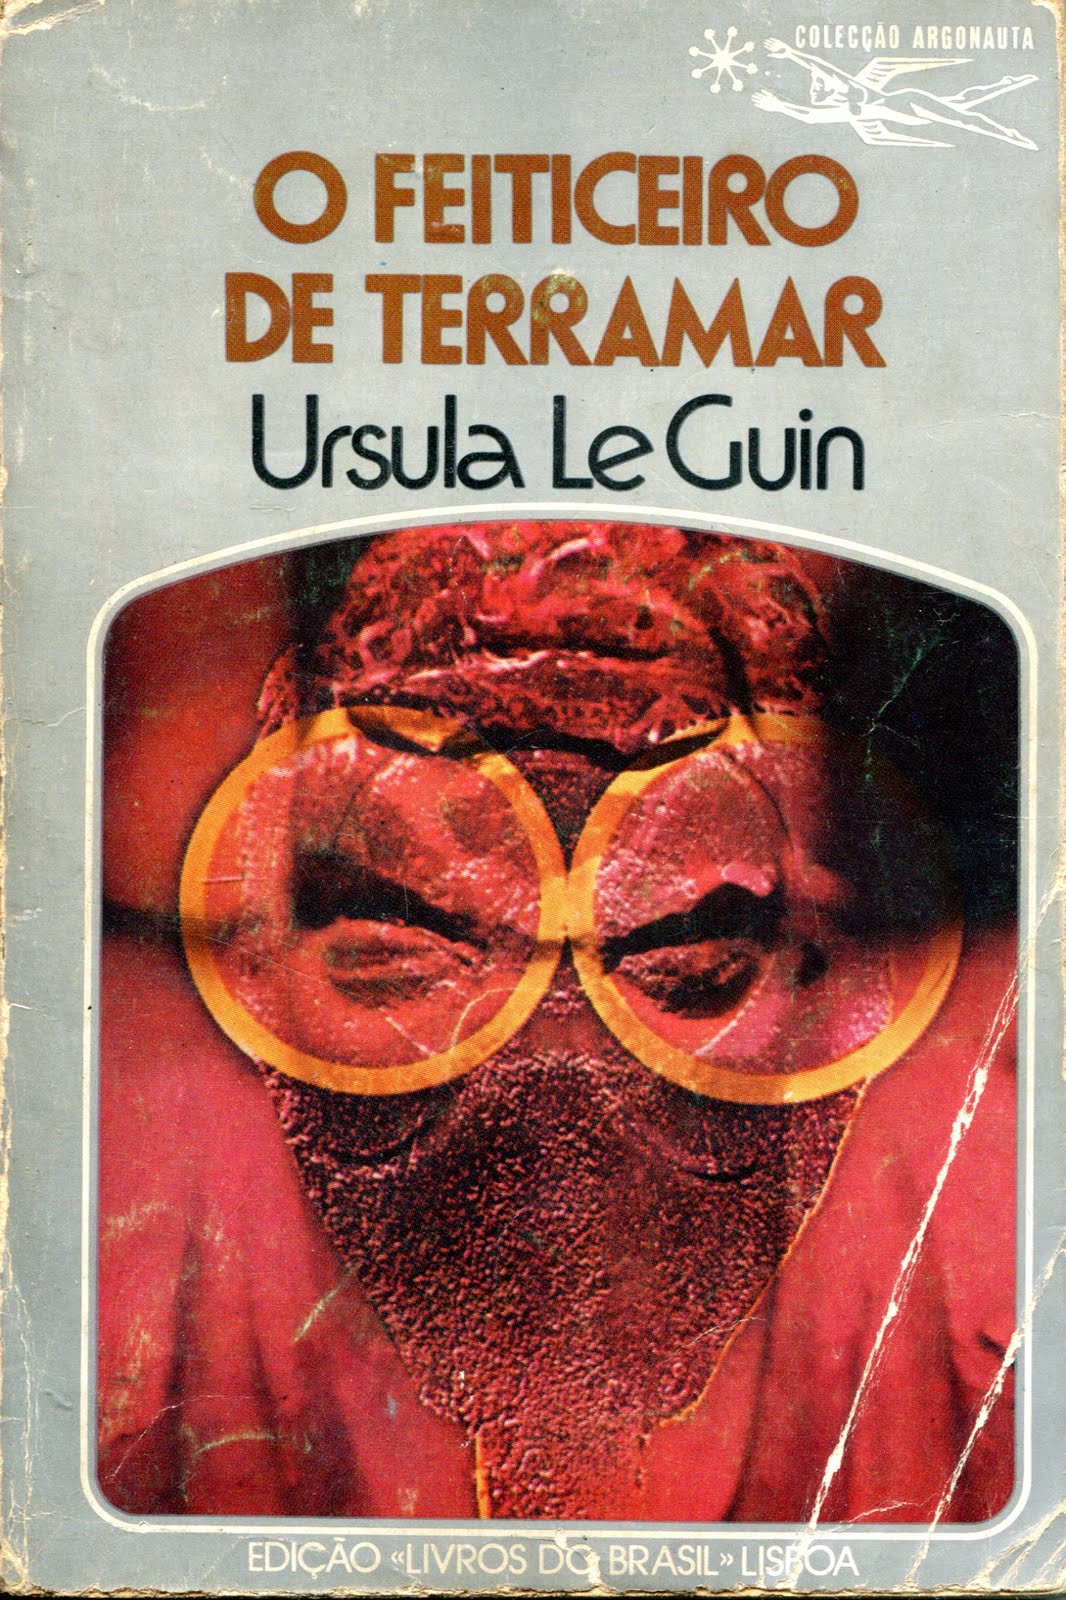 COLECÇÃO ARGONAUTA
O FEITICEIRO
DE TERRAMAR
Ursula Le Guin
EDIÇÃO «LIVROS DO BRASIL» LISBOA